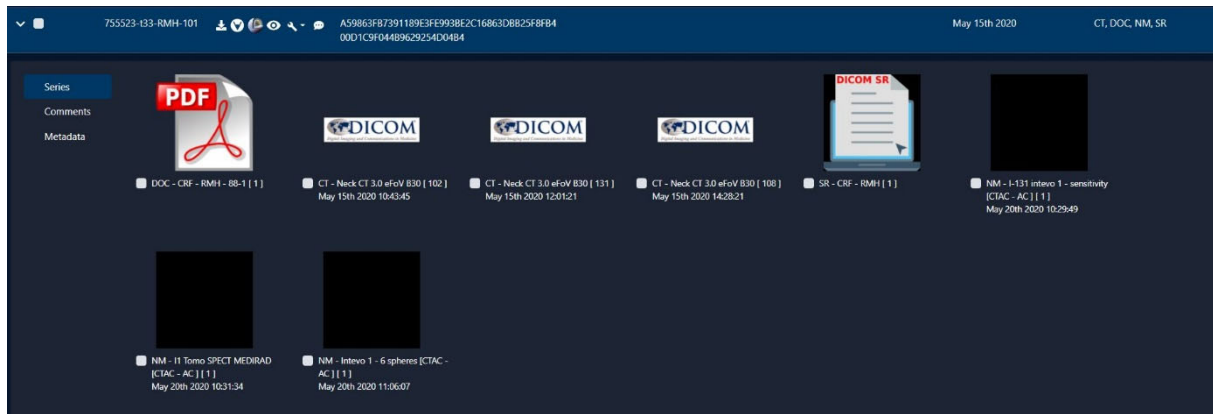 755523-t33-RMH-101
A59863FB7391189E3FE993BE2C16863DBB25F8FB4
00D1C9F044B9629254D04B4
May 15th 2020
CT, DOC, NM, SR
Series
Comments
Metadata
PDF
DICOM
DICOM
DICOM
DICOM SR
DOC - CRF - RMH - 88-1 [ 1 ]
CT - Neck CT 3.0 eFoV B30 [ 102 ]
May 15th 2020 10:43:45
CT - Neck CT 3.0 eFoV B30 [ 131 ]
May 15th 2020 12:01:21
CT - Neck CT 3.0 eFoV B30 [ 108 ]
May 15th 2020 14:28:21
SR - CRF - RMH [ 1 ]
NM - I-131 intevo 1 - sensitivity
[CTAC - AC ] [ 1 ]
May 20th 2020 10:29:49
NM - I1 Tomo SPECT MEDIRAD
[CTAC - AC ] [ 1 ]
May 20th 2020 10:31:34
NM - Intevo 1 - 6 spheres [CTAC -
AC ] [ 1 ]
May 20th 2020 11:06:07